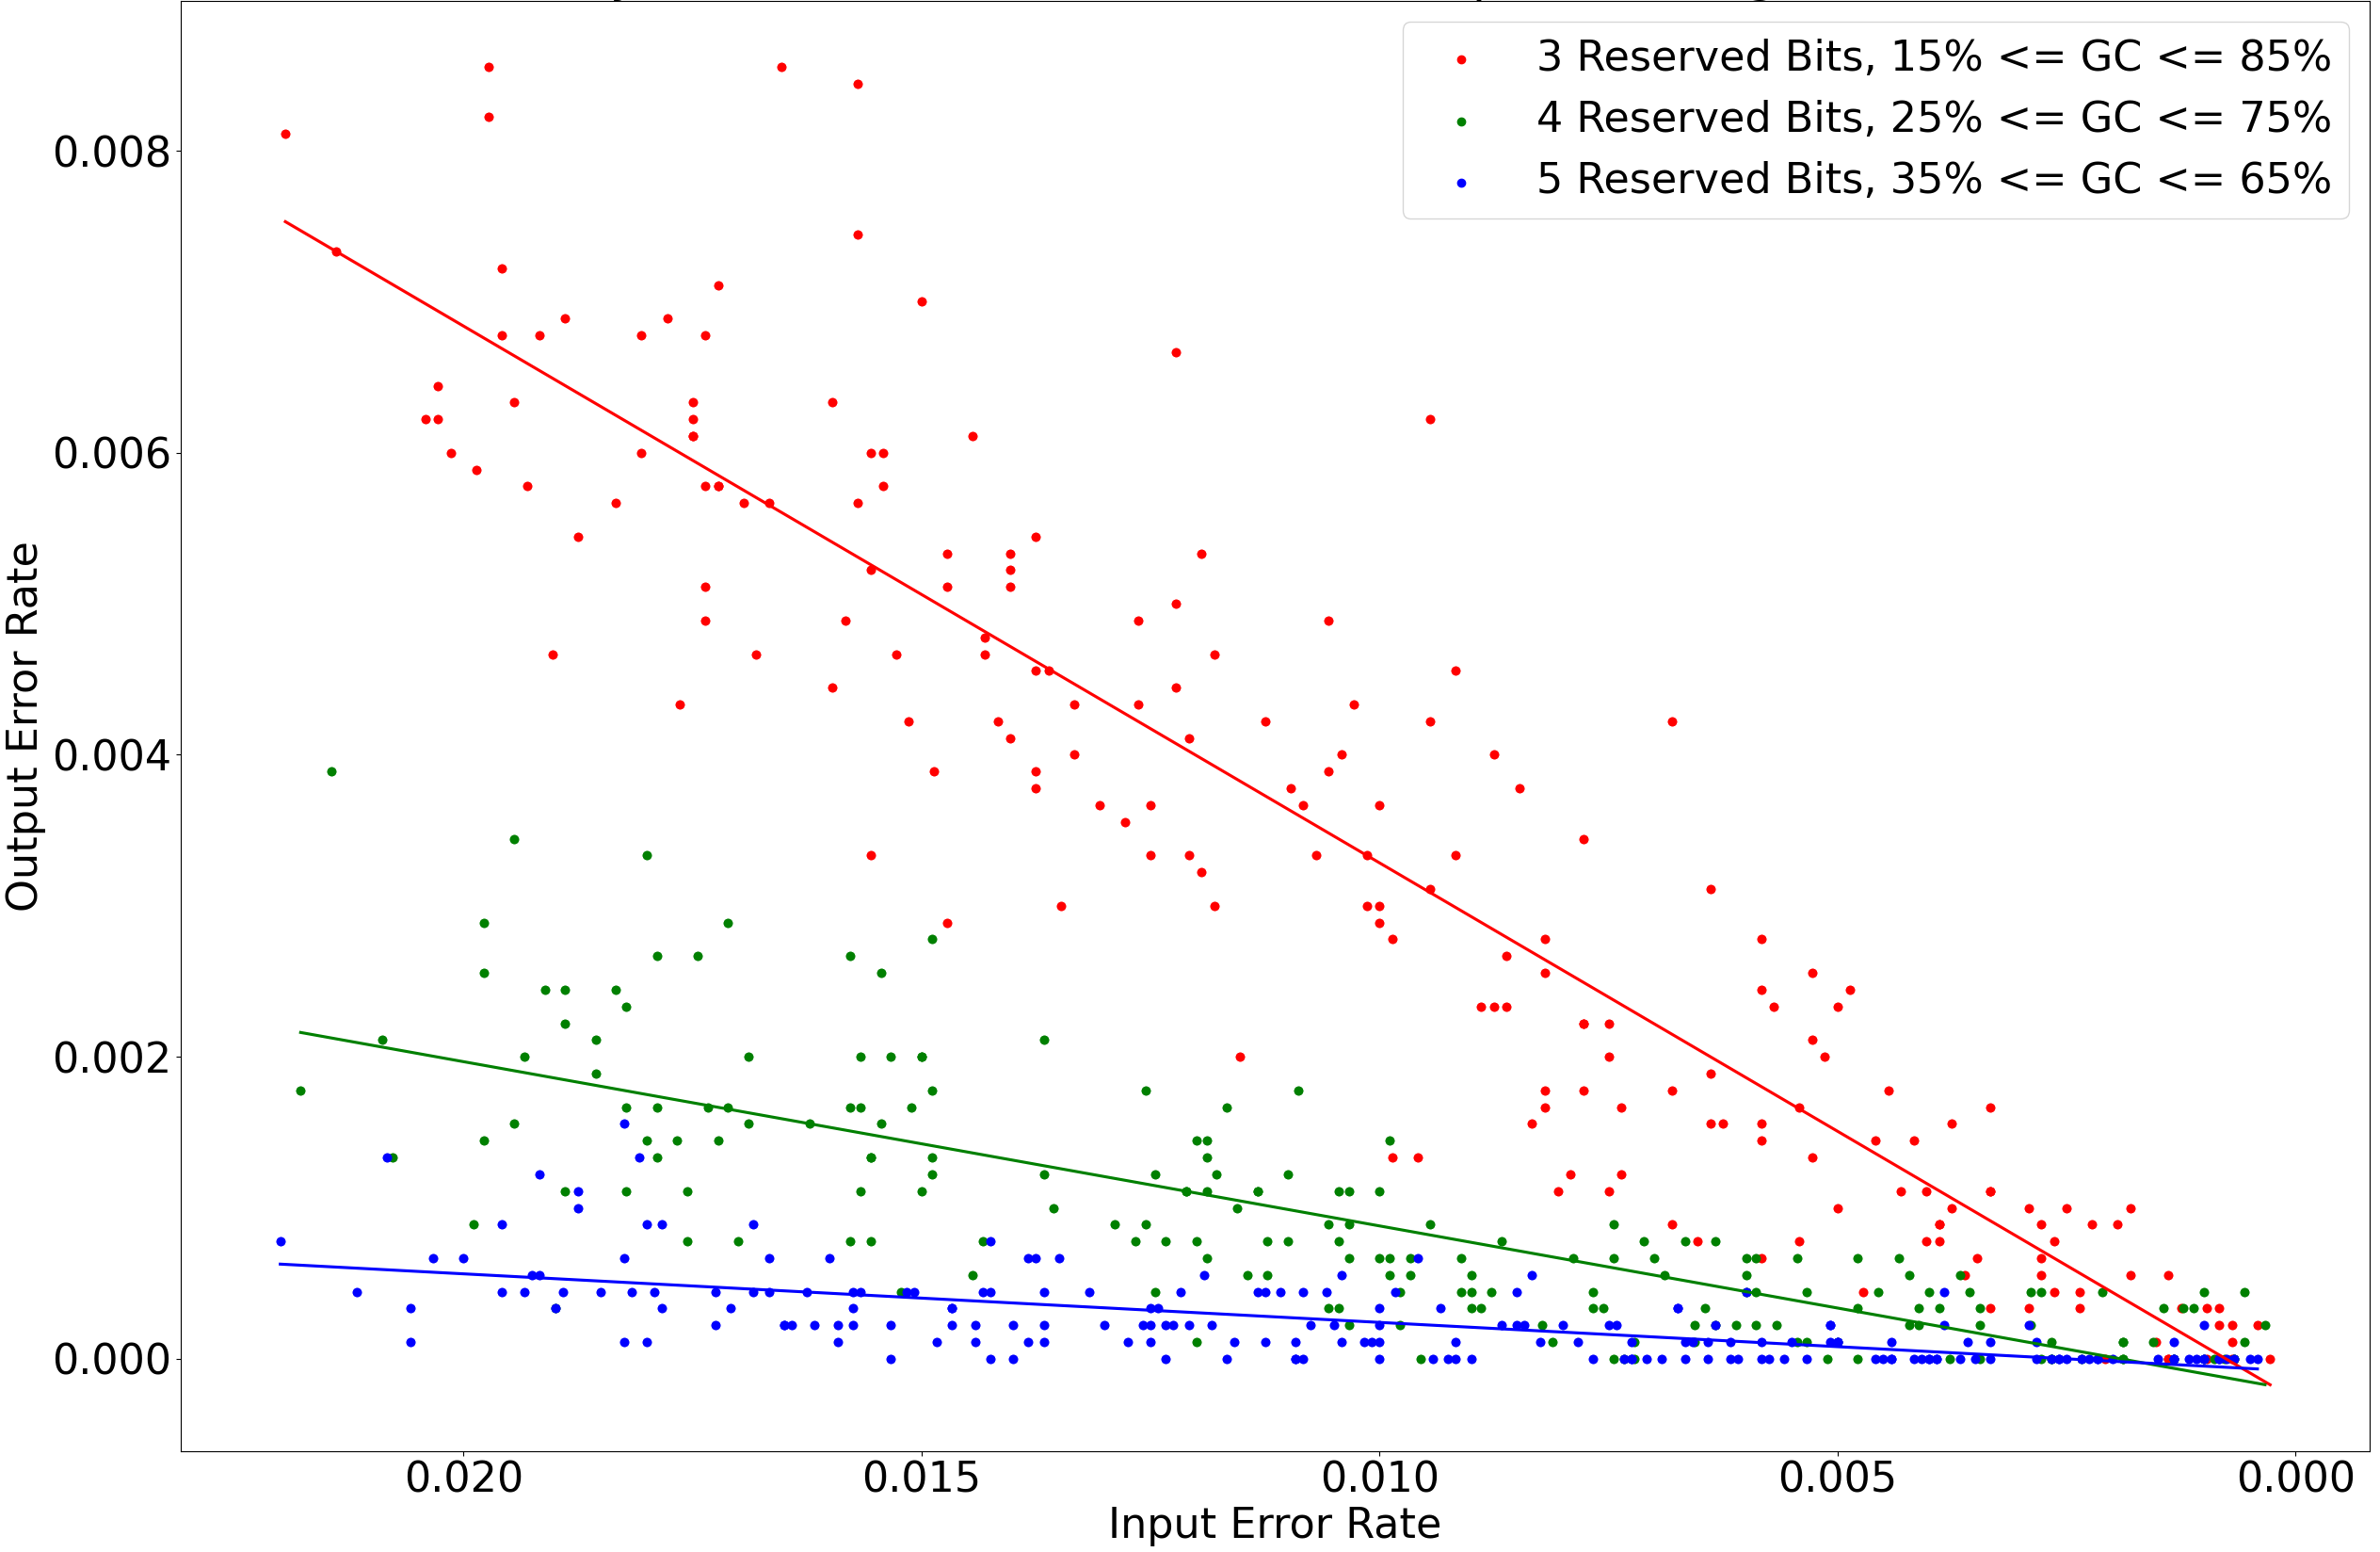 3 Reserved Bits, 15% <= GC <= 85%
4 Reserved Bits, 25% <= GC <= 75%
5 Reserved Bits, 35% <= GC <= 65%
0.008
0.006
0.004
0.002
0.000
Output Error Rate
0.020 0.015 0.010 0.005 0.000
Input Error Rate